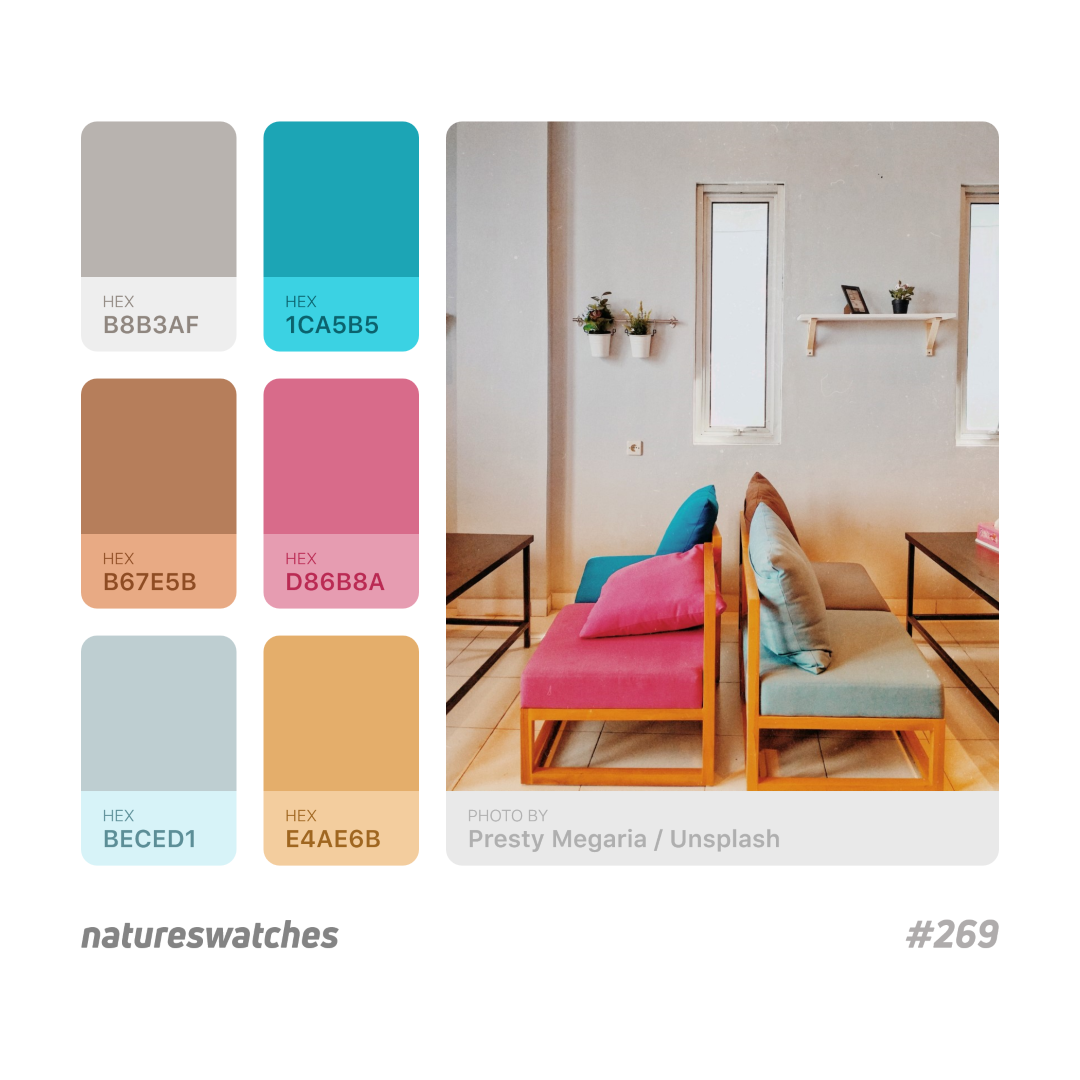 HEX
B8B3AF
HEX
1CA5B5
HEX
B67E5B
HEX
D86B8A
HEX
BECED1
HEX
E4AE6B
PHOTO BY
Presty Megaria / Unsplash
natureswatches
#269